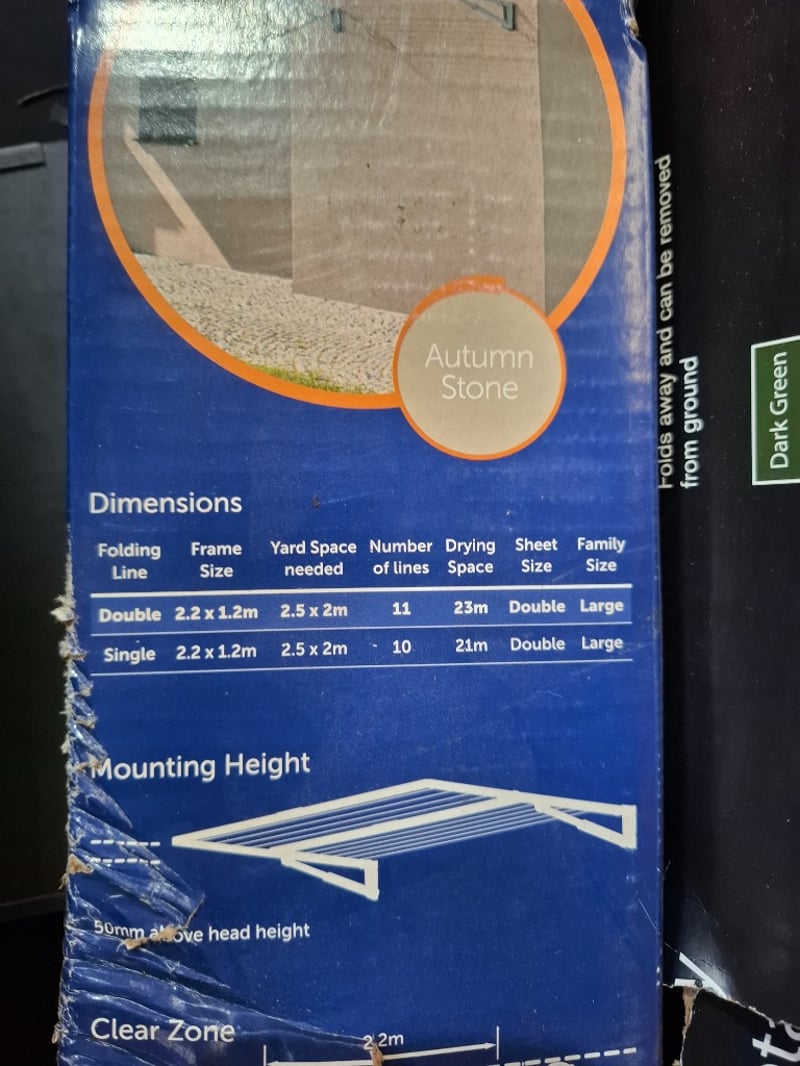 Autumn
Stone
Dimensions
Folding Line Frame Size Yard Space needed Number of lines Drying Space Sheet Size Family Size
Double 2.2 x 1.2m 2.5 x 2m 11 23m Double Large
Single 2.2 x 1.2m 2.5 x 2m 10 21m Double Large
Mounting Height
50mm above head height
Clear Zone
2.2m
Folds away and can be removed
from ground
Dark Green